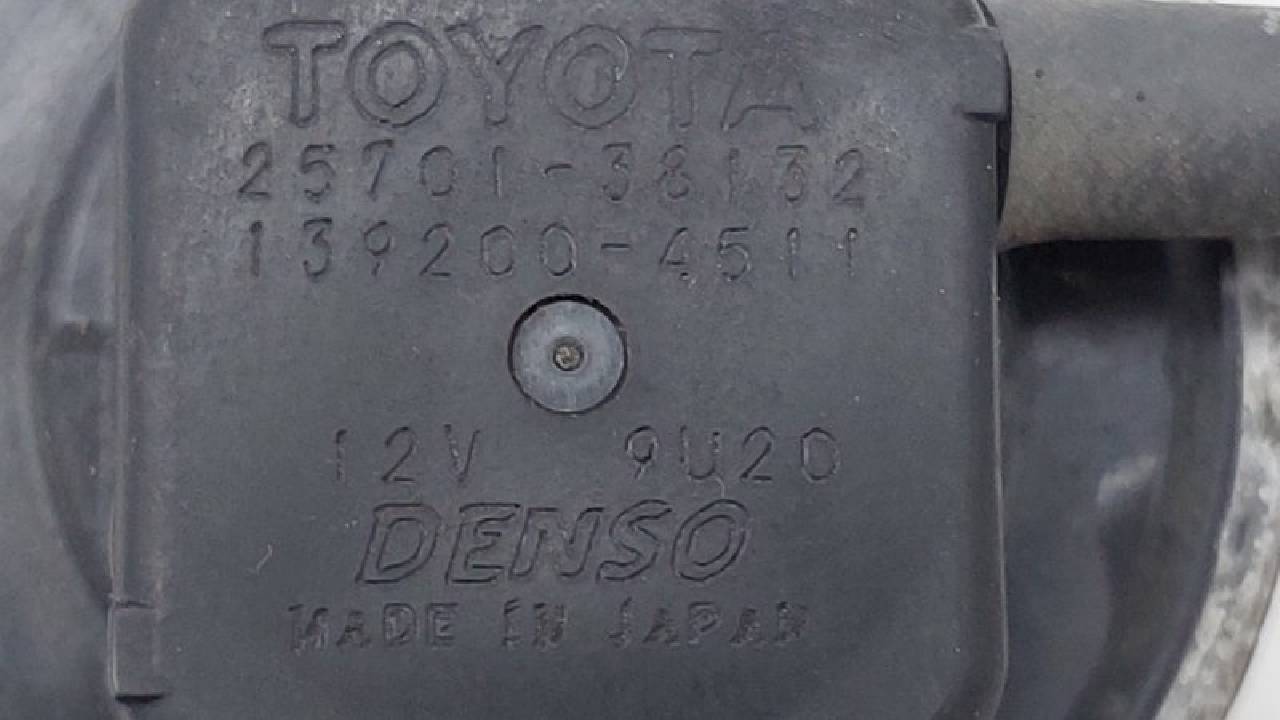 TOYOTA
25701-38132
139200-4511
12V 9U20
DENSO
MADE IN JAPAN